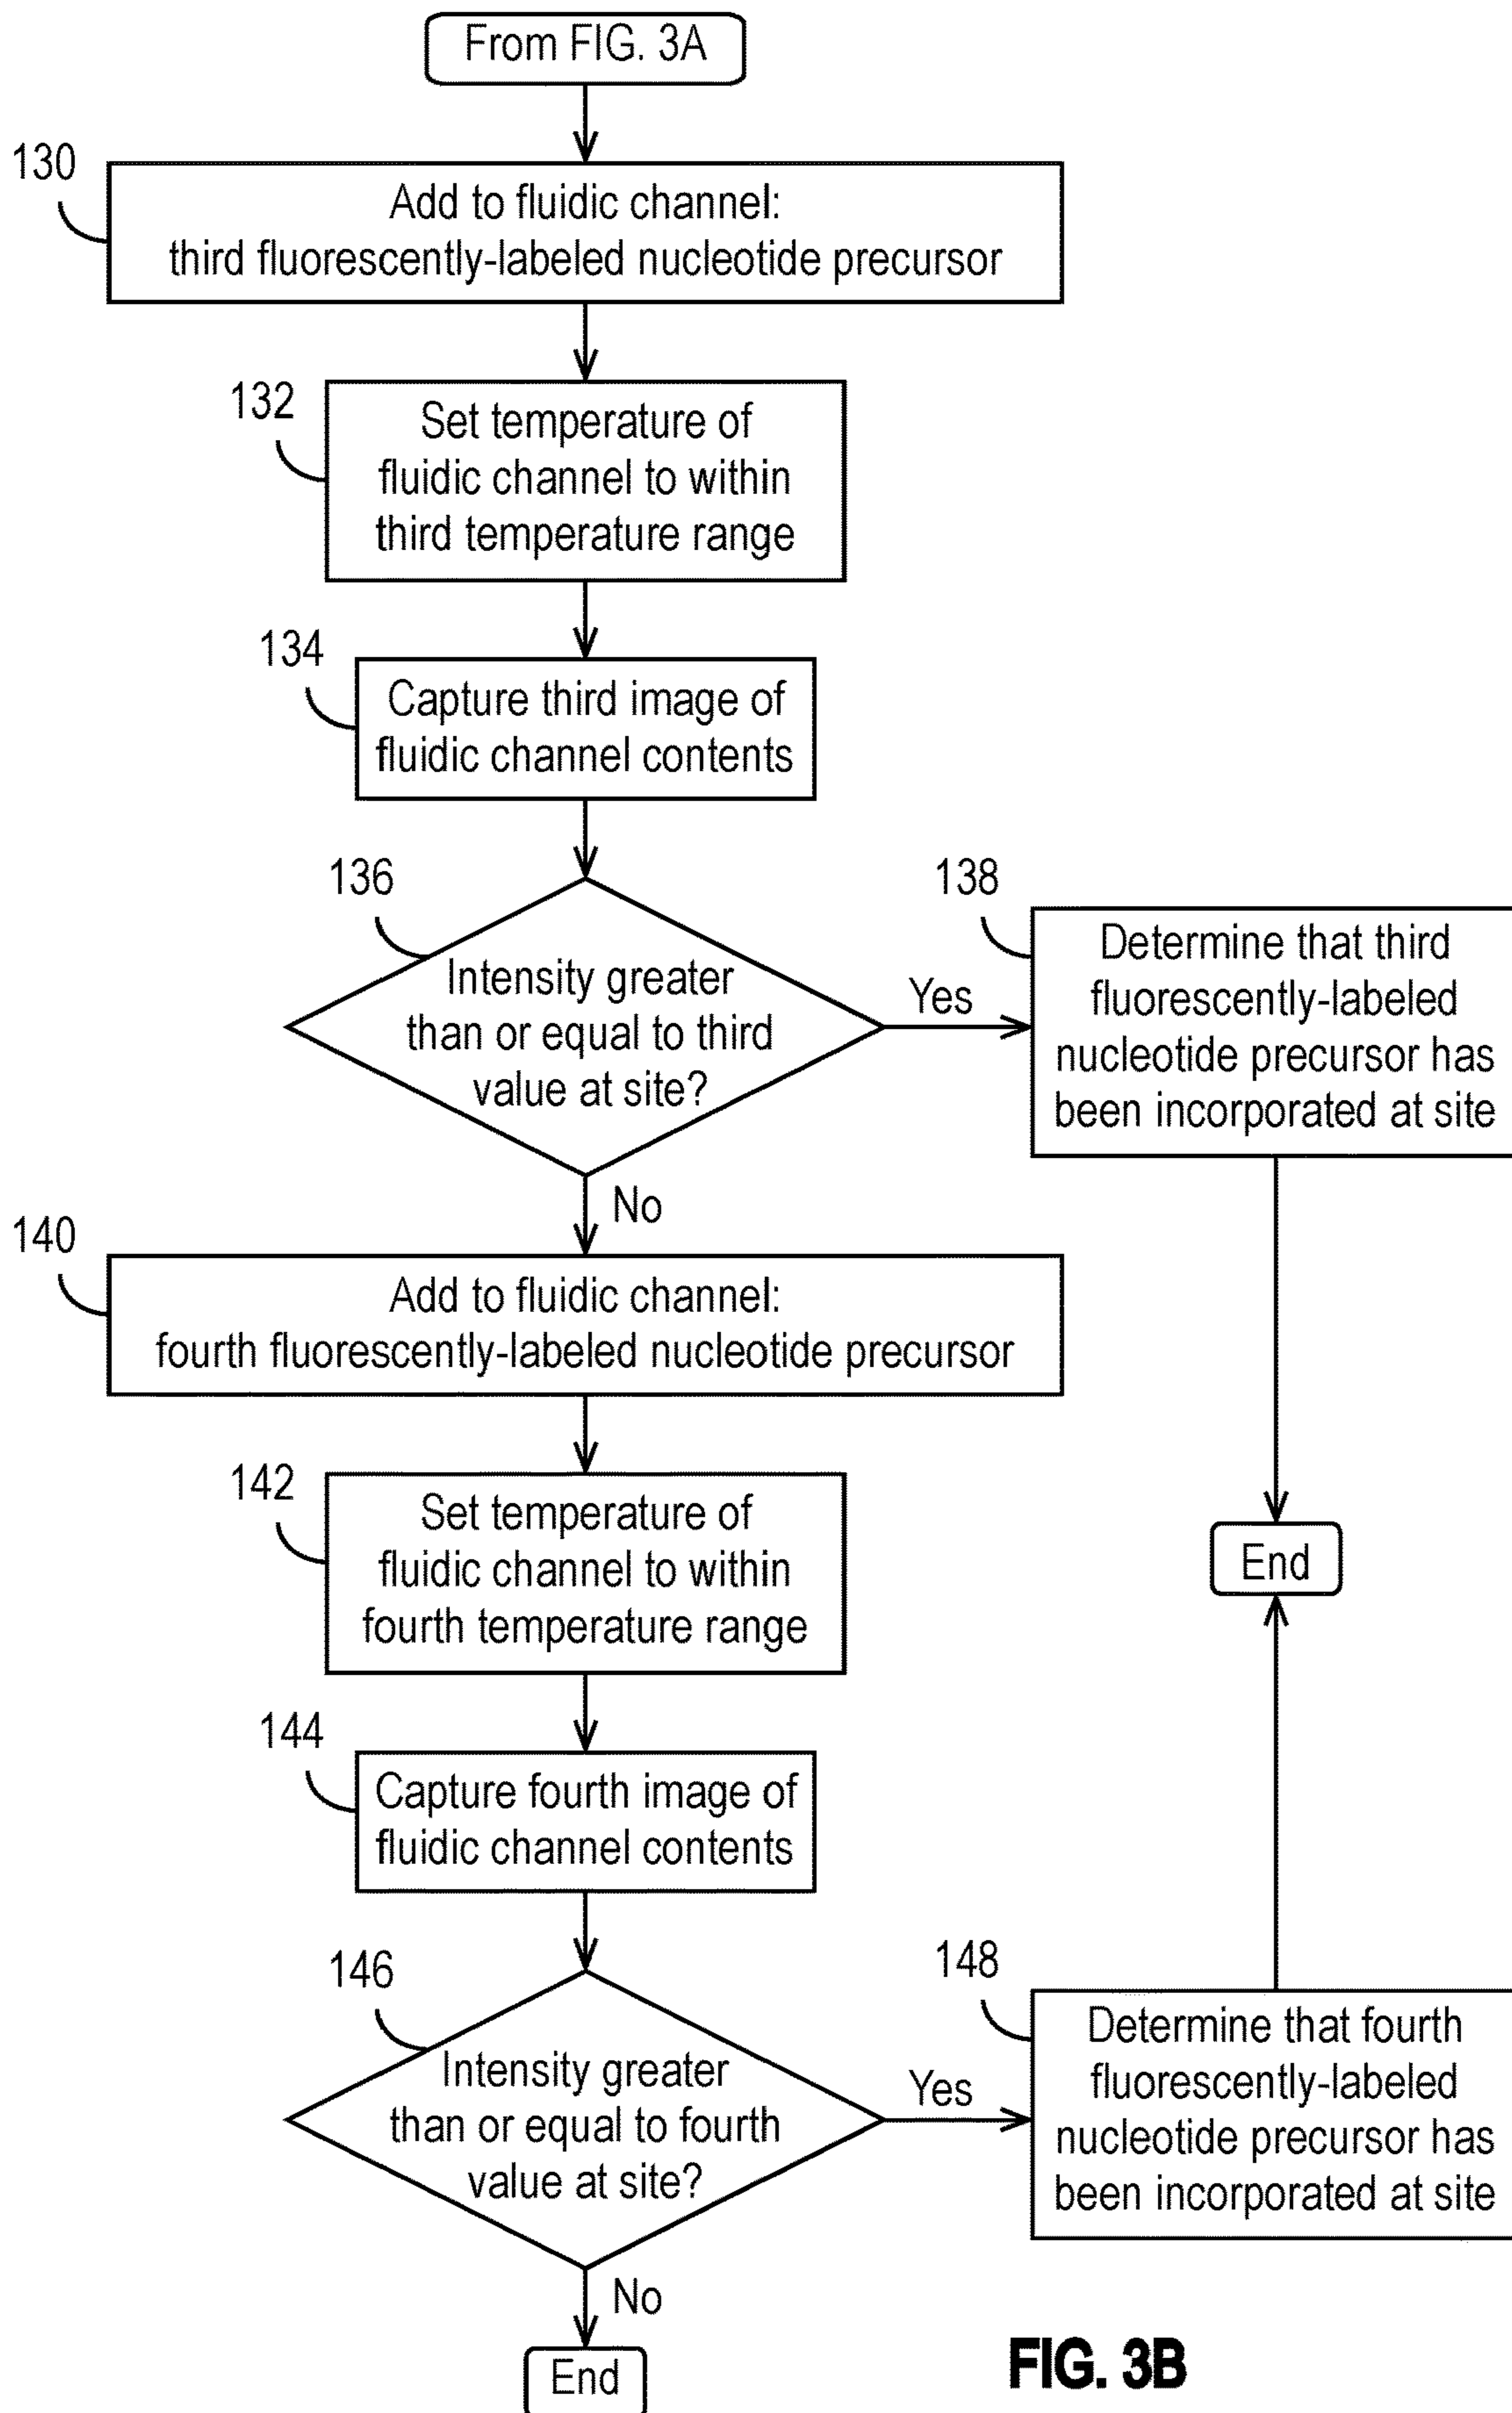 From FIG. 3A
130
Add to fluidic channel:
third fluorescently-labeled nucleotide precursor
132
Set temperature of
fluidic channel to within
third temperature range
134
Capture third image of
fluidic channel contents
136
Intensity greater
than or equal to third
value at site?
Yes
138
Determine that third
fluorescently-labeled
nucleotide precursor has
been incorporated at site
No
140
Add to fluidic channel:
fourth fluorescently-labeled nucleotide precursor
142
Set temperature of
fluidic channel to within
fourth temperature range
End
144
Capture fourth image of
fluidic channel contents
146
Intensity greater
than or equal to fourth
value at site?
Yes
148
Determine that fourth
fluorescently-labeled
nucleotide precursor has
been incorporated at site
No
End
FIG. 3B